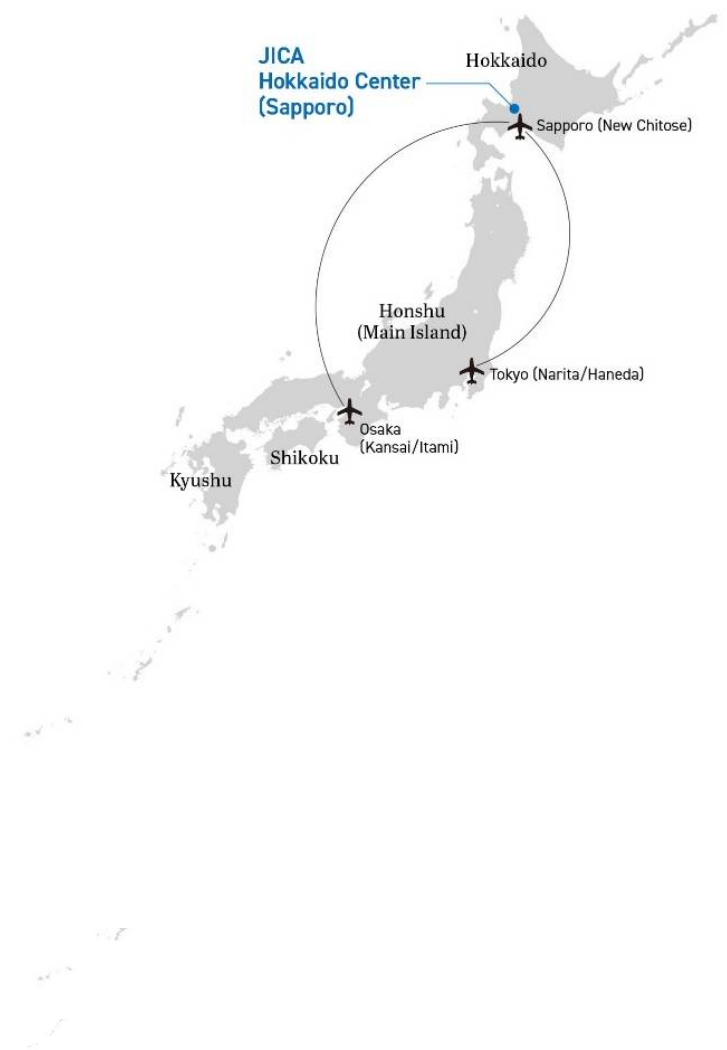 JICA
Hokkaido Center
(Sapporo)
Hokkaido
Sapporo (New Chitose)
Honshu
(Main Island)
Tokyo (Narita/Haneda)
Osaka
(Kansai/Itami)
Shikoku
Kyushu